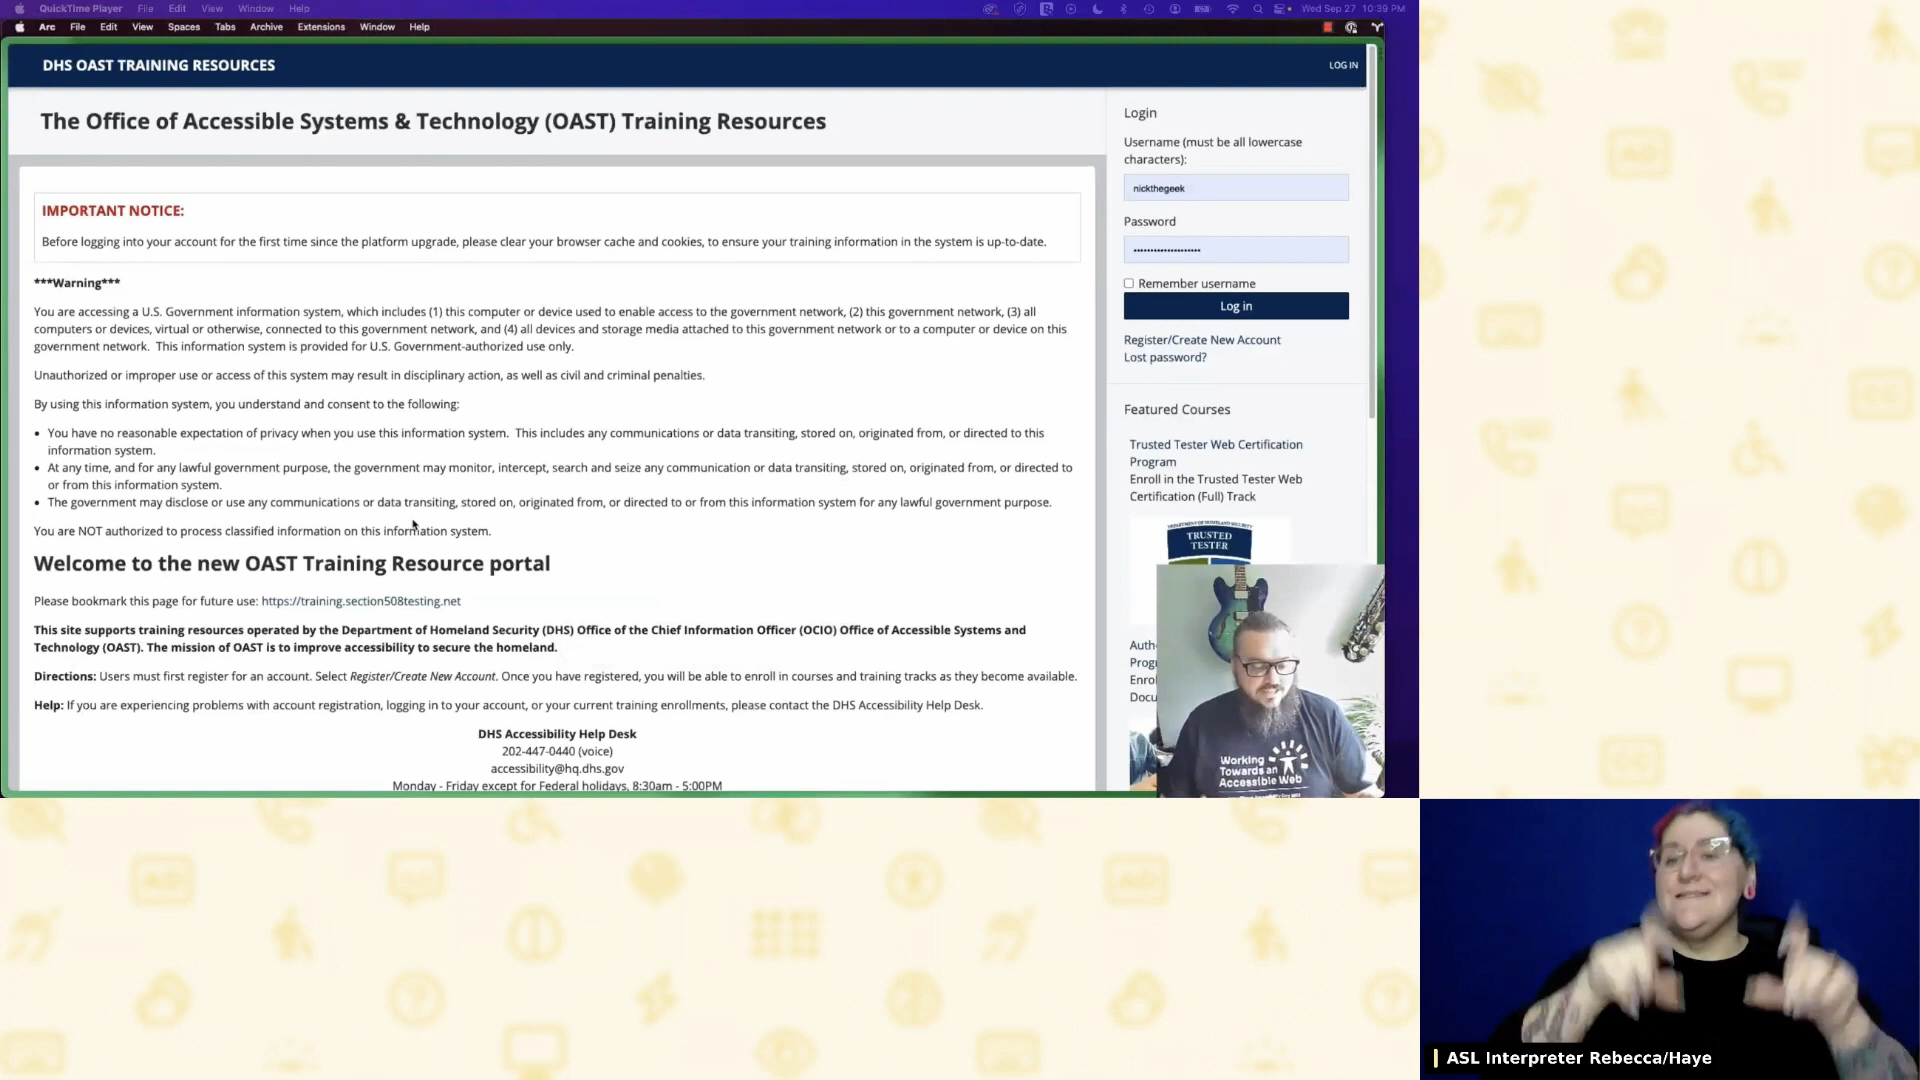 QuickTime Player File Edit View Window Help
Wed Sep 27 10:39 PM
Arc File Edit View Spaces Tabs Archive Extensions Window Help
DHS OAST TRAINING RESOURCES
LOG IN
The Office of Accessible Systems & Technology (OAST) Training Resources
IMPORTANT NOTICE:
Before logging into your account for the first time since the platform upgrade, please clear your browser cache and cookies, to ensure your training information in the system is up-to-date.
***Warning***
You are accessing a U.S. Government information system, which includes (1) this computer or device used to enable access to the government network, (2) this government network, (3) all
computers or devices, virtual or otherwise, connected to this government network, and (4) all devices and storage media attached to this government network or to a computer or device on this
government network. This information system is provided for U.S. Government-authorized use only.
Unauthorized or improper use or access of this system may result in disciplinary action, as well as civil and criminal penalties.
By using this information system, you understand and consent to the following:
• You have no reasonable expectation of privacy when you use this information system. This includes any communications or data transiting, stored on, originated from, or directed to this
information system.
• At any time, and for any lawful government purpose, the government may monitor, intercept, search and seize any communication or data transiting, stored on, originated from, or directed to
or from this information system.
• The government may disclose or use any communications or data transiting, stored on, originated from, or directed to or from this information system for any lawful government purpose.
You are NOT authorized to process classified information on this information system.
Welcome to the new OAST Training Resource portal
Please bookmark this page for future use: https://training.section508testing.net
This site supports training resources operated by the Department of Homeland Security (DHS) Office of the Chief Information Officer (OCIO) Office of Accessible Systems and
Technology (OAST). The mission of OAST is to improve accessibility to secure the homeland.
Directions: Users must first register for an account. Select Register/Create New Account. Once you have registered, you will be able to enroll in courses and training tracks as they become available.
Help: If you are experiencing problems with account registration, logging in to your account, or your current training enrollments, please contact the DHS Accessibility Help Desk.
DHS Accessibility Help Desk
202-447-0440 (voice)
accessibility@hq.dhs.gov
Monday - Friday except for Federal holidays, 8:30am - 5:00PM
Login
Username (must be all lowercase
characters):
nickthegeek
Password
Remember username
Log in
Register/Create New Account
Lost password?
Featured Courses
Trusted Tester Web Certification
Program
Enroll in the Trusted Tester Web
Certification (Full) Track
DEPARTMENT OF HOMELAND SECURITY
TRUSTED
TESTER
Auth
Progr
Enrol
Docu
Working
Towards an
Accessible Web
ASL Interpreter Rebecca/Haye